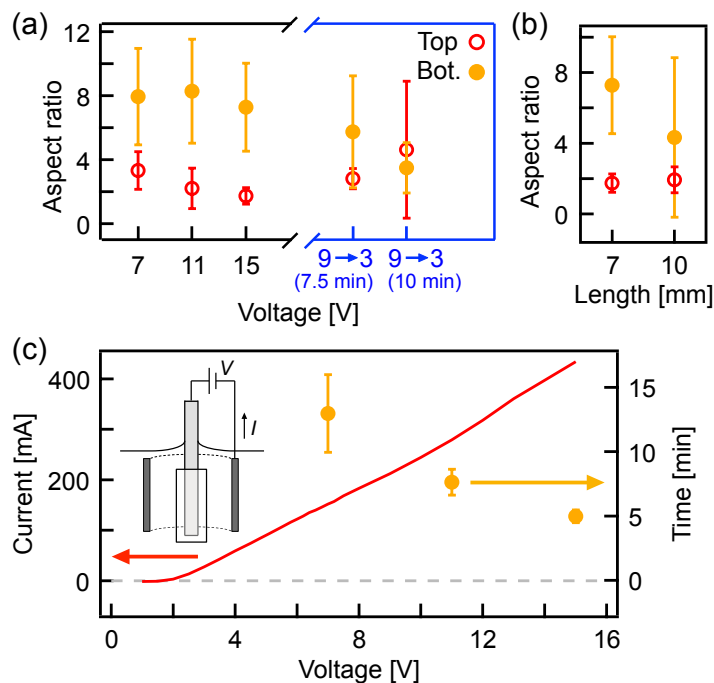 (a)
12
8
4
0
Aspect ratio
Top
Bot.
7
11
15
9→3
(7.5 min)
9→3
(10 min)
Voltage [V]
(b)
8
4
0
Aspect ratio
7
10
Length [mm]
(c)
400
200
0
Current [mA]
V
I
15
10
5
0
Time [min]
0
4
8
12
16
Voltage [V]